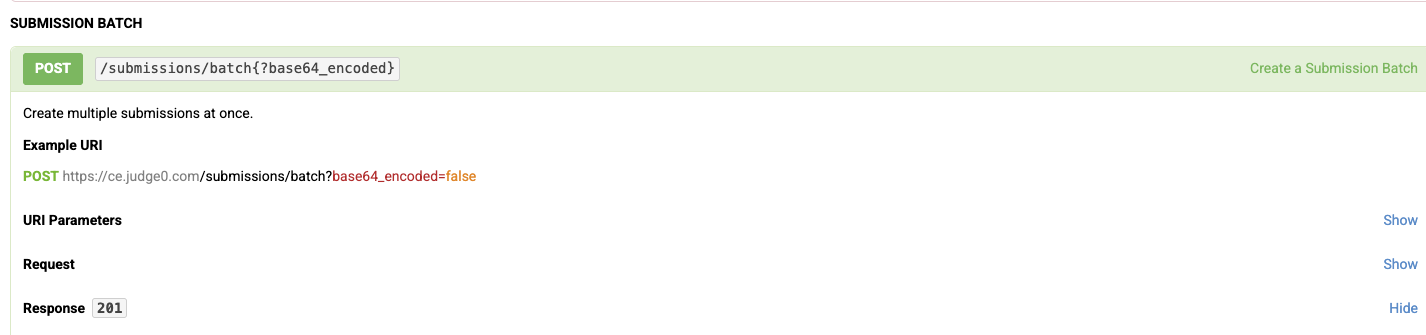 SUBMISSION BATCH
POST /submissions/batch{?base64_encoded} Create a Submission Batch
Create multiple submissions at once.
Example URI
POST https://ce.judge0.com/submissions/batch?base64_encoded=false
URI Parameters Show
Request Show
Response 201 Hide